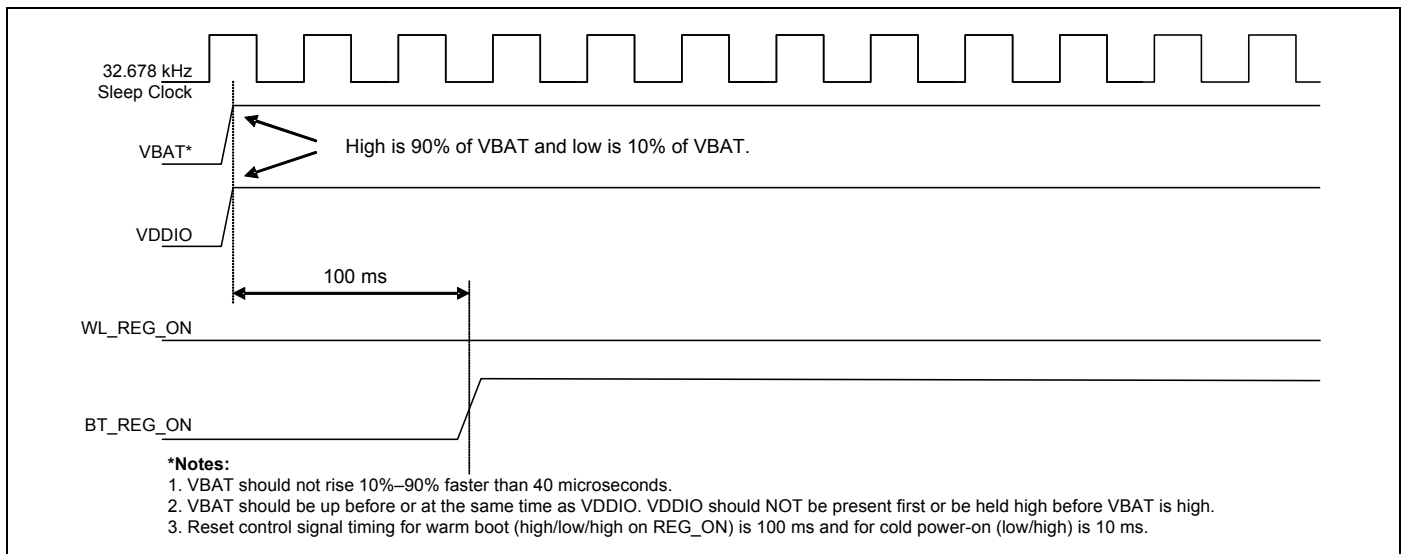 32.678 kHz
Sleep Clock
VBAT*
High is 90% of VBAT and low is 10% of VBAT.
VDDIO
100 ms
WL_REG_ON
BT_REG_ON
*Notes:
1. VBAT should not rise 10%–90% faster than 40 microseconds.
2. VBAT should be up before or at the same time as VDDIO. VDDIO should NOT be present first or be held high before VBAT is high.
3. Reset control signal timing for warm boot (high/low/high on REG_ON) is 100 ms and for cold power-on (low/high) is 10 ms.